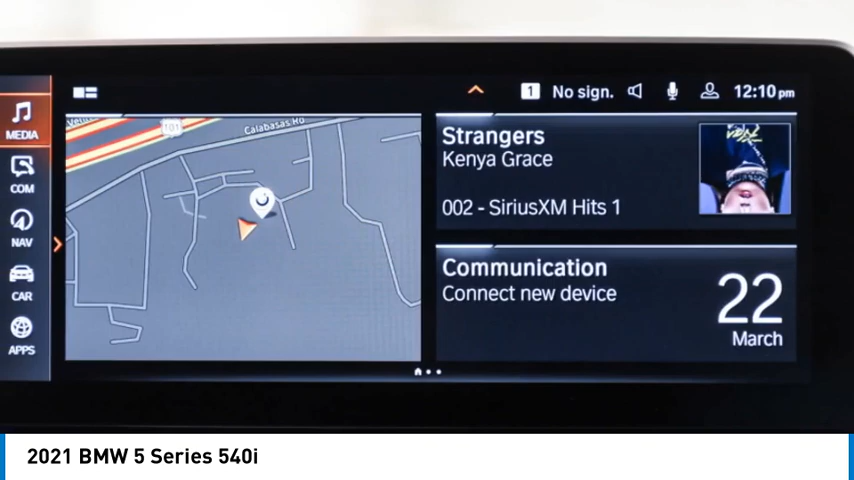 1 No sign. 12:10 pm
MEDIA
COM
NAV
CAR
APPS
101
Calabasas Rd
Strangers
Kenya Grace
002 - SiriusXM Hits 1
Communication
Connect new device
22
March
2021 BMW 5 Series 540i